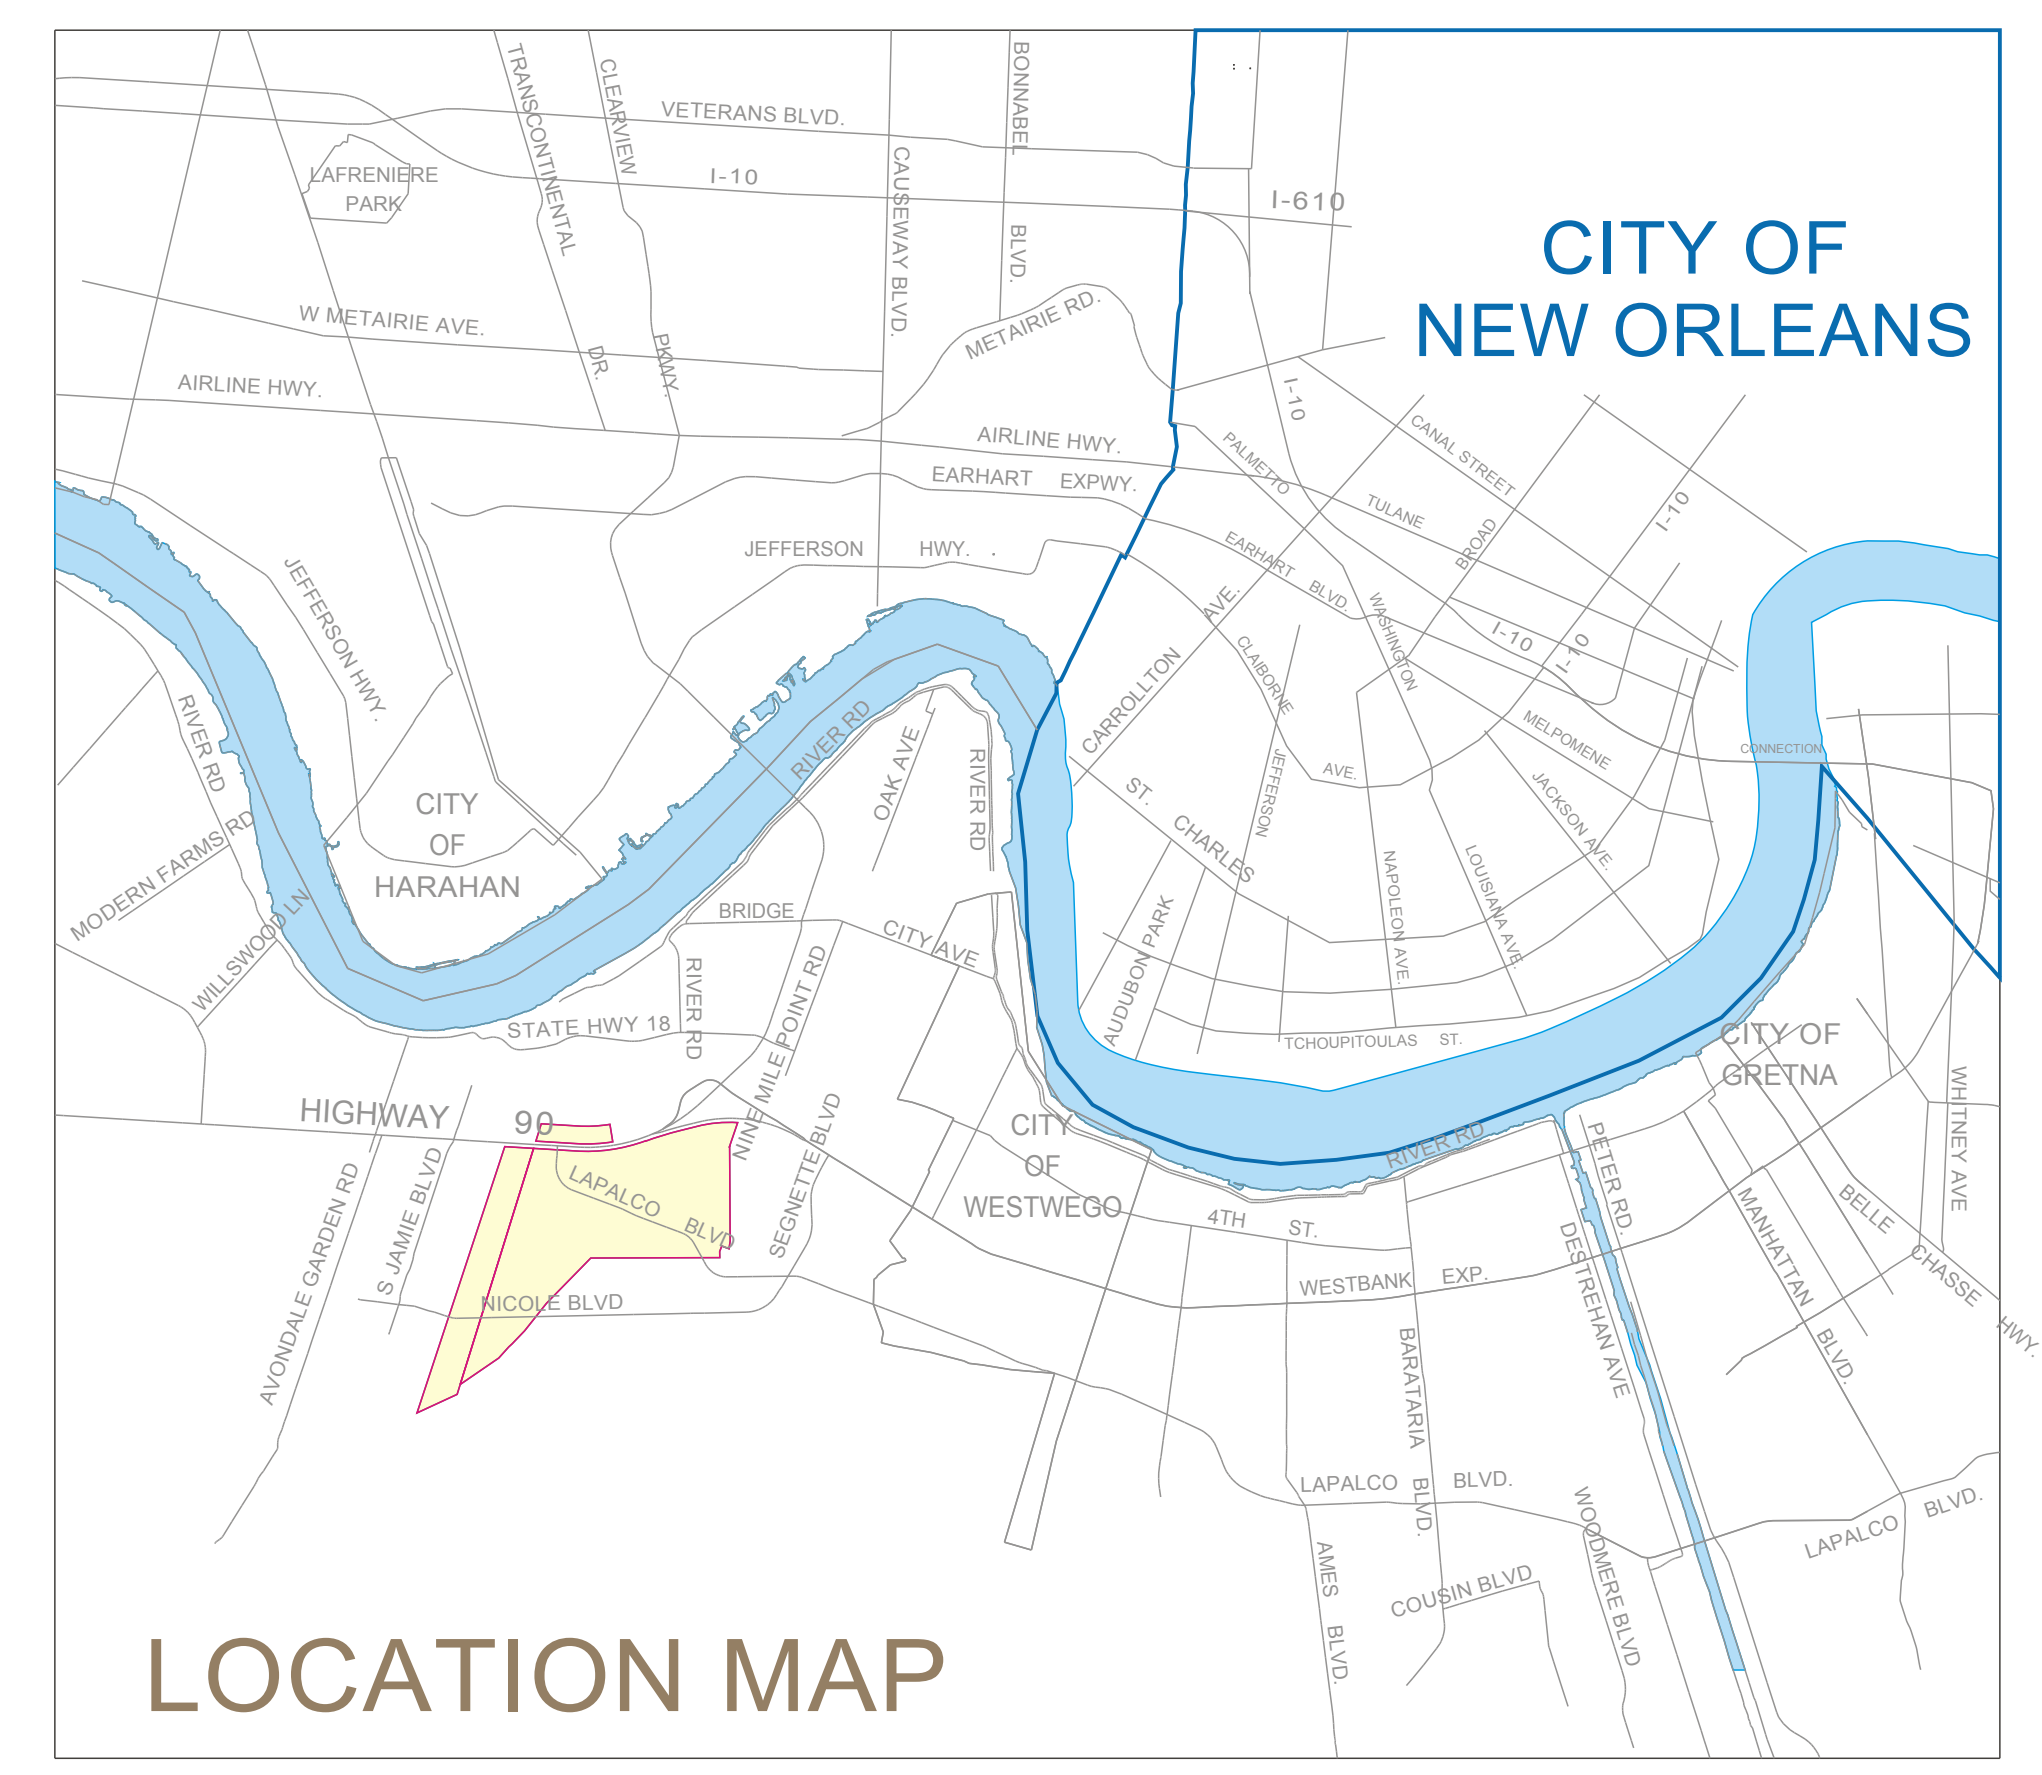 TRANSCONTINENTAL
DR.
CLEARVIEW
PKWY.
VETERANS BLVD.
BONNABEL
BLVD.
CAUSEWAY BLVD.
LAFRENIERE
PARK
I-10
I-610
CITY OF
NEW ORLEANS
W METAIRIE AVE.
METAIRIE RD.
AIRLINE HWY.
AIRLINE HWY.
I-10
PALMETTO
CANAL STREET
EARHART EXPWY.
TULANE
I-10
BROAD
JEFFERSON HWY. .
EARHART
BLVD.
JEFFERSON HWY.
CARROLLTON AVE.
WASHINGTON
CLAIBORNE
AVE.
I-10
I-10
RIVER RD
RIVER RD
OAK AVE
RIVER RD
MELPOMENE
CONNECTION
JEFFERSON
JACKSON AVE.
ST. CHARLES
CITY
OF
HARAHAN
MODERN FARMS RD
WILLSWOOD LN
NAPOLEON AVE.
LOUISIANA AVE.
BRIDGE
CITY AVE
AUDUBON PARK
RIVER RD
NINE MILE POINT RD
STATE HWY 18
TCHOUPITOULAS ST.
CITY OF
GRETNA
HIGHWAY 90
CITY
OF
WESTWEGO
RIVER RD
PETER RD.
WHITNEY AVE
AVONDALE GARDEN RD
S JAMIE BLVD
LAPALCO
BLVD
SEGNETTE BLVD
4TH ST.
DESTREHAN AVE
MANHATTAN
BLVD.
BELLE
CHASSE
HWY.
NICOLE BLVD
WESTBANK EXP.
BARATARIA
BLVD.
LAPALCO BLVD.
LAPALCO BLVD.
AMES
BLVD.
COUSIN BLVD
WOODMERE BLVD
LOCATION MAP